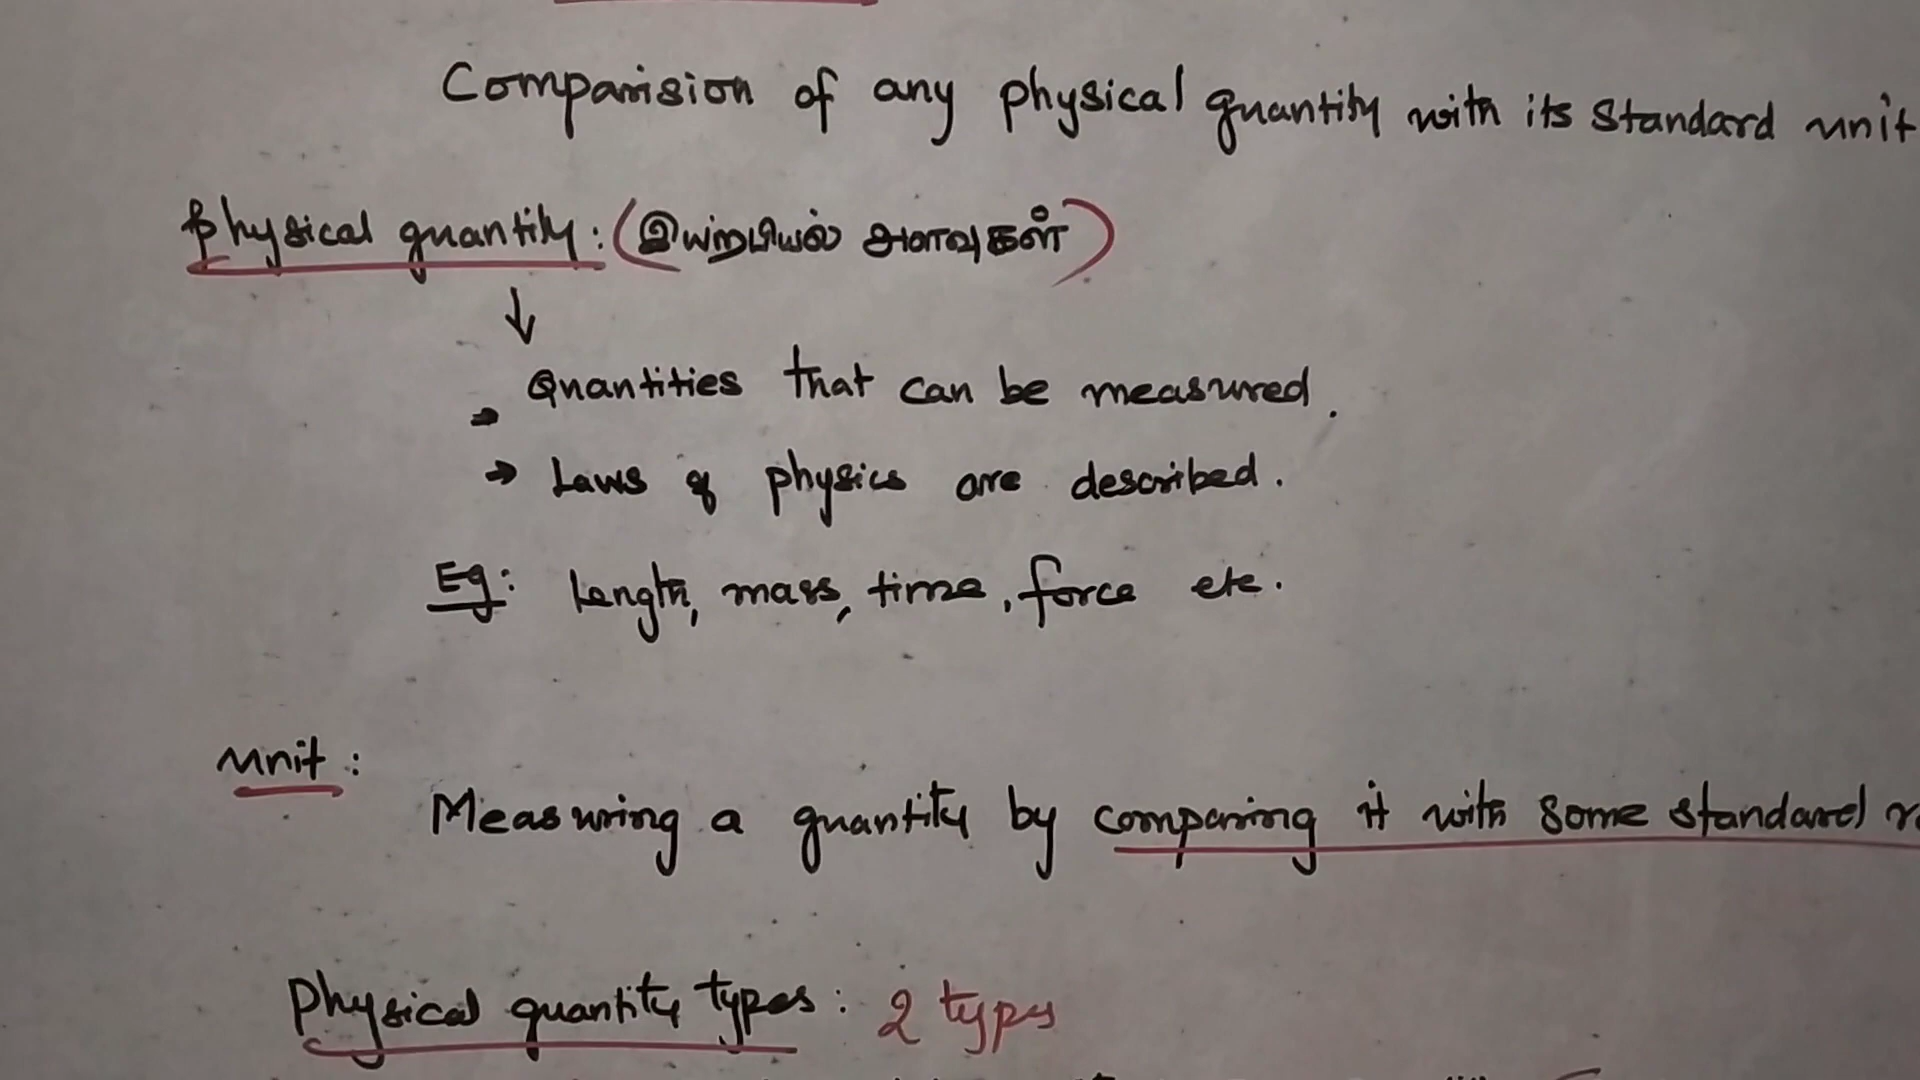 Comparision of any physical quantity with its standard unit
Physical quantity: (இயற்பியல் அளவுகள்)
Quantities that can be measured.
→ Laws of physics are described.
Eg: Length, mass, time, force etc.
Unit:
Measuring a quantity by comparing it with some standard
Physical quantity types: 2 types